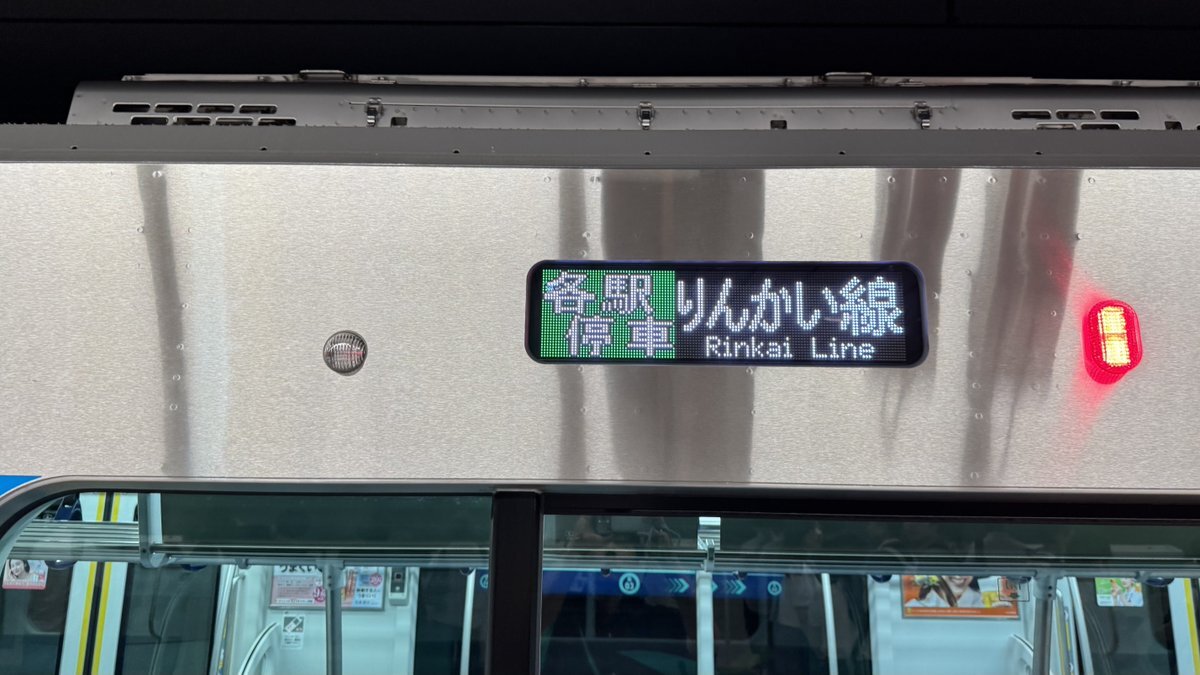 各駅
停車
りんかい線
Rinkai Line